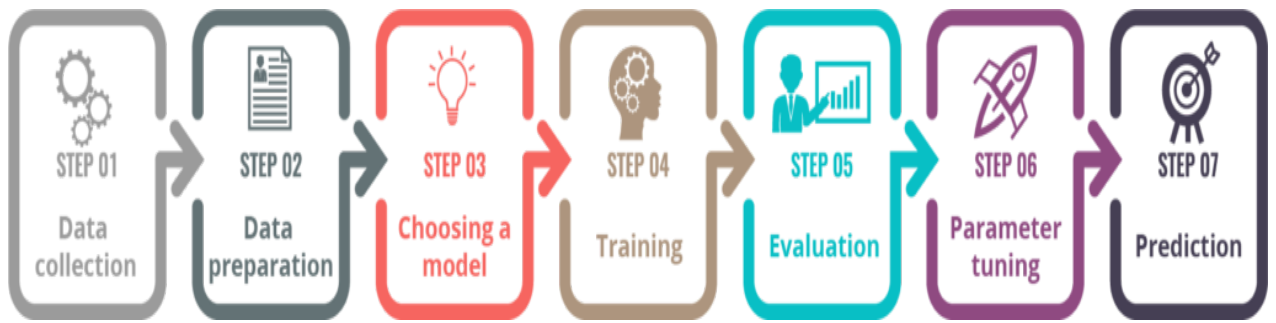 STEP 01
Data
collection
STEP 02
Data
preparation
STEP 03
Choosing a
model
STEP 04
Training
STEP 05
Evaluation
STEP 06
Parameter
tuning
STEP 07
Prediction